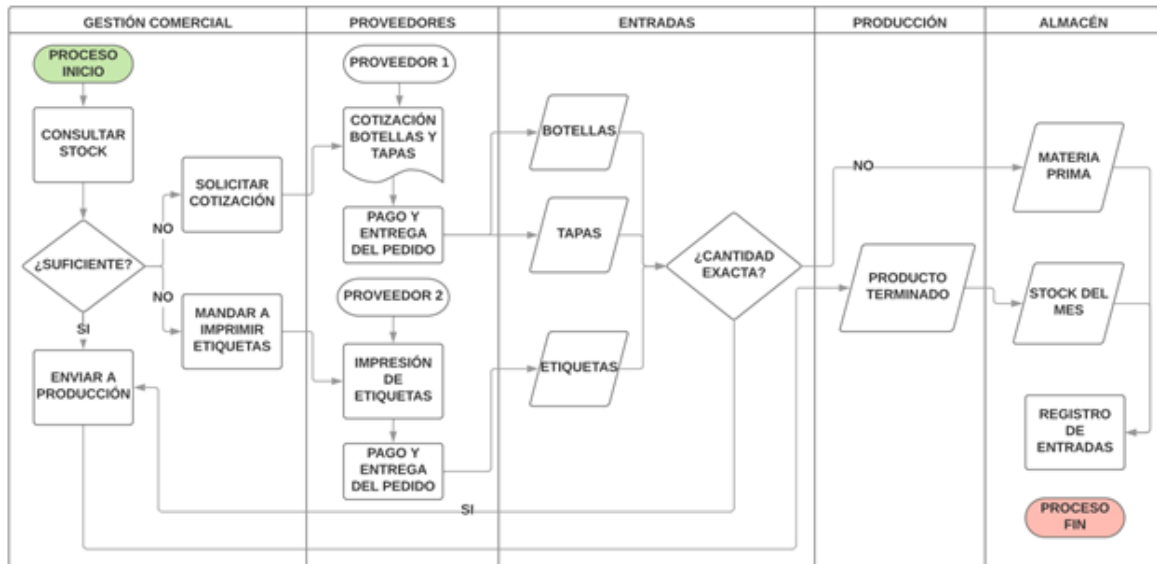 GESTIÓN COMERCIAL
PROVEEDORES
ENTRADAS
PRODUCCIÓN
ALMACÉN
PROCESO
INICIO
CONSULTAR
STOCK
¿SUFICIENTE?
NO
NO
SI
SOLICITAR
COTIZACIÓN
MANDAR A
IMPRIMIR
ETIQUETAS
ENVIAR A
PRODUCCIÓN
PROVEEDOR 1
COTIZACIÓN
BOTELLAS Y
TAPAS
PAGO Y
ENTREGA
DEL PEDIDO
PROVEEDOR 2
IMPRESIÓN
DE
ETIQUETAS
PAGO Y
ENTREGA
DEL PEDIDO
BOTELLAS
TAPAS
ETIQUETAS
¿CANTIDAD
EXACTA?
NO
SI
PRODUCTO
TERMINADO
MATERIA
PRIMA
STOCK DEL
MES
REGISTRO
DE
ENTRADAS
PROCESO
FIN